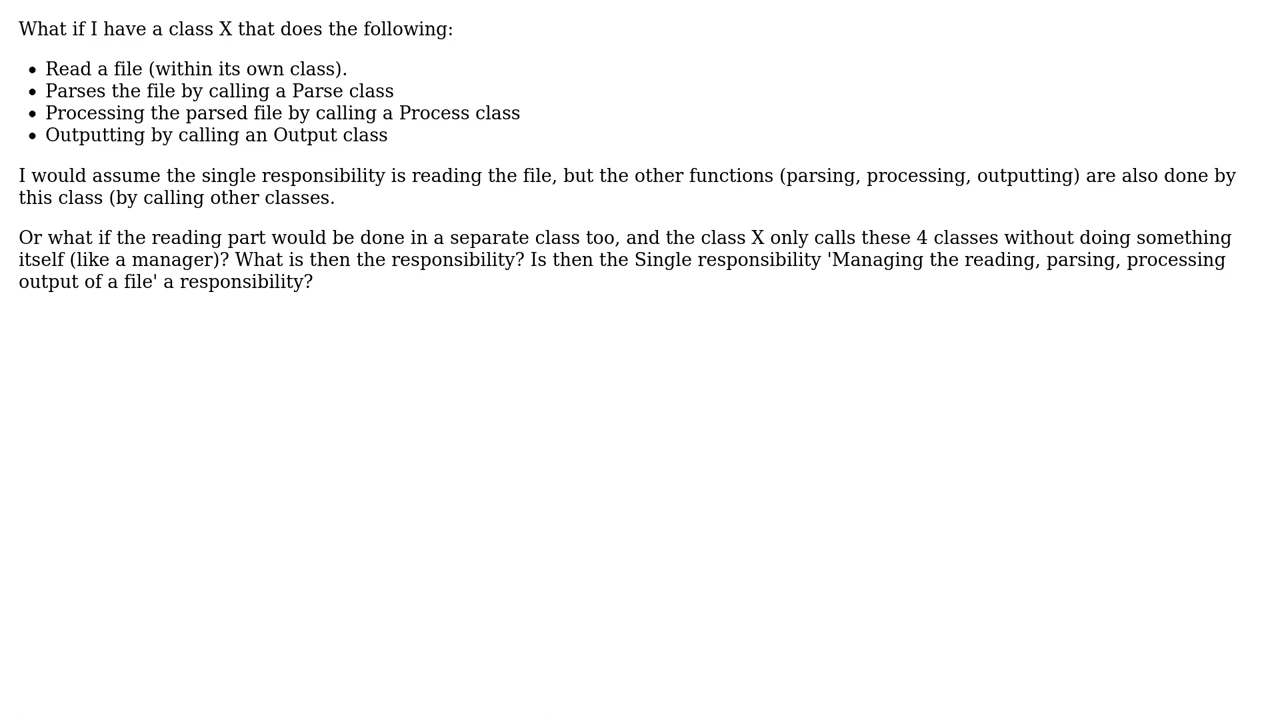 What if I have a class X that does the following:
• Read a file (within its own class).
• Parses the file by calling a Parse class
• Processing the parsed file by calling a Process class
• Outputting by calling an Output class
I would assume the single responsibility is reading the file, but the other functions (parsing, processing, outputting) are also done by
this class (by calling other classes.
Or what if the reading part would be done in a separate class too, and the class X only calls these 4 classes without doing something
itself (like a manager)? What is then the responsibility? Is then the Single responsibility 'Managing the reading, parsing, processing
output of a file' a responsibility?